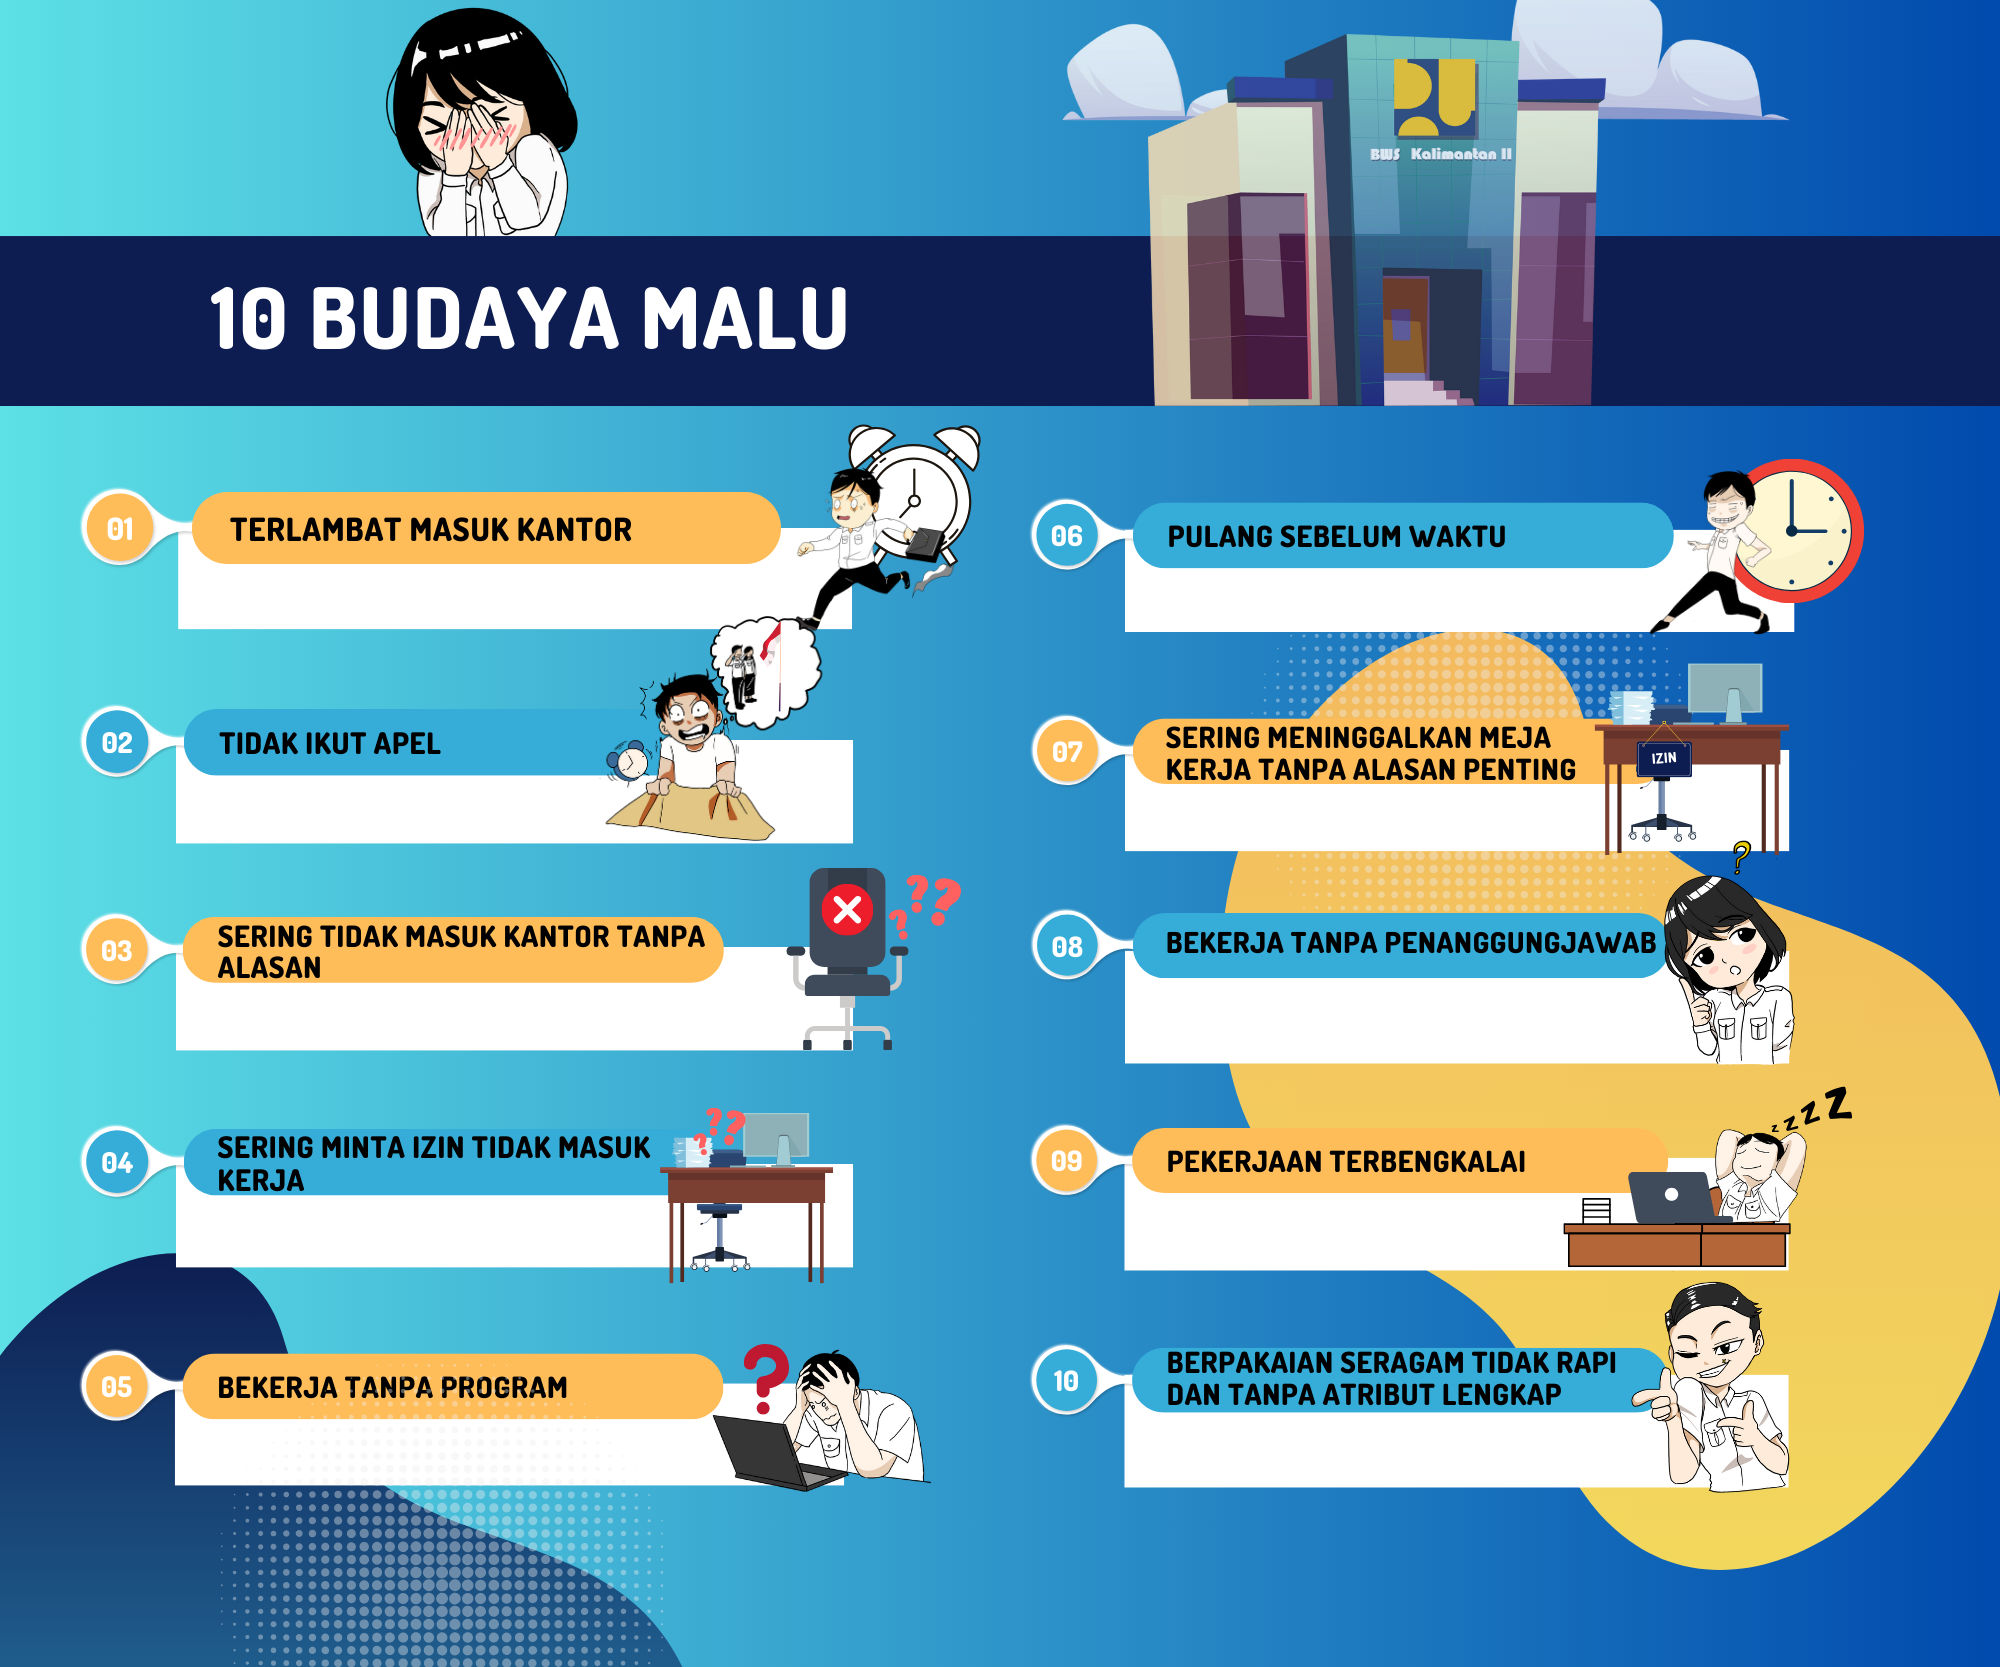 BWS Kalimantan II
10 BUDAYA MALU
01
TERLAMBAT MASUK KANTOR
02
TIDAK IKUT APEL
03
SERING TIDAK MASUK KANTOR TANPA
ALASAN
04
SERING MINTA IZIN TIDAK MASUK
KERJA
???
05
BEKERJA TANPA PROGRAM
?
06
PULANG SEBELUM WAKTU
07
SERING MENINGGALKAN MEJA
KERJA TANPA ALASAN PENTING
IZIN
08
BEKERJA TANPA PENANGGUNGJAWAB
?
09
PEKERJAAN TERBENGKALAI
z z z Z
10
BERPAKAIAN SERAGAM TIDAK RAPI
DAN TANPA ATRIBUT LENGKAP